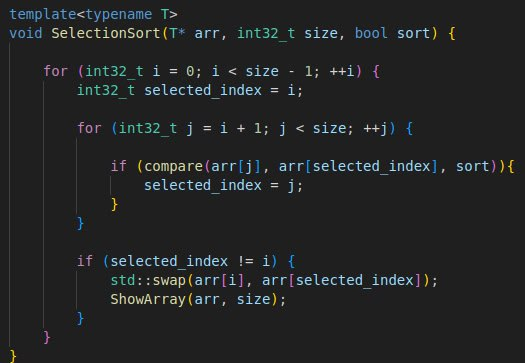 template<typename T>
void SelectionSort(T* arr, int32_t size, bool sort) {
for (int32_t i = 0; i < size - 1; ++i) {
int32_t selected_index = i;
for (int32_t j = i + 1; j < size; ++j) {
if (compare(arr[j], arr[selected_index], sort)){
selected_index = j;
}
}
if (selected_index != i) {
std::swap(arr[i], arr[selected_index]);
ShowArray(arr, size);
}
}
}